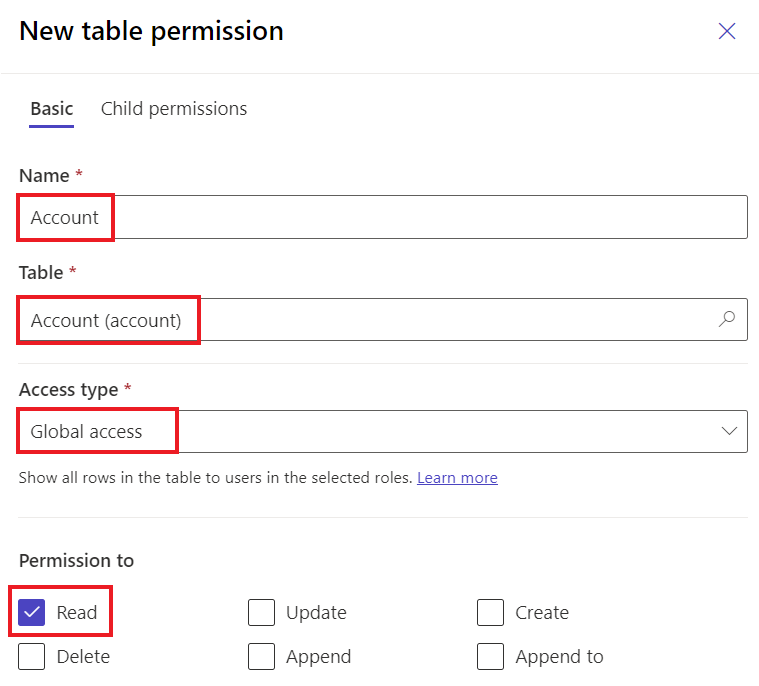 New table permission
Basic Child permissions
Name *
Account
Table *
Account (account)
Access type *
Global access
Show all rows in the table to users in the selected roles. Learn more
Permission to
Read Update Create
Delete Append Append to